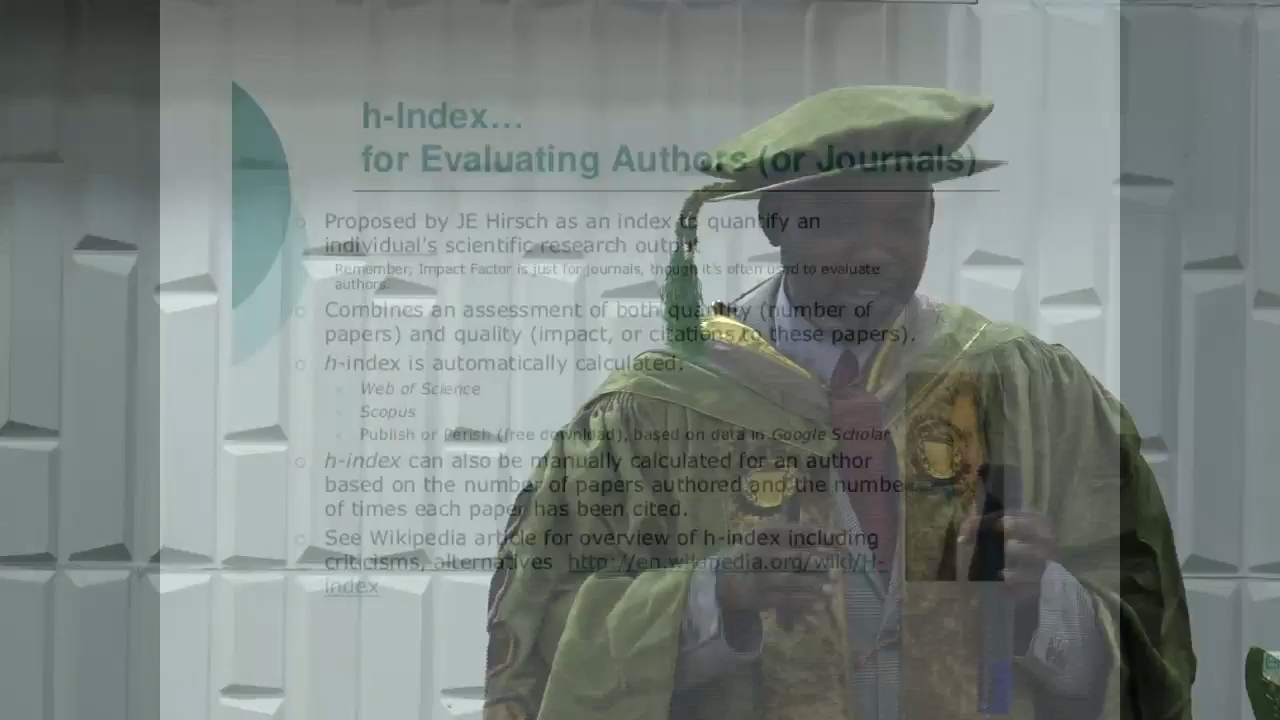 h-Index...
for Evaluating Authors (or Journals)
Proposed by JE Hirsch as an index to quantify an
individual's scientific research output
Remember, Impact Factor is just for journals, though it's often used to evaluate
authors.
Combines an assessment of both quantity (number of
papers) and quality (impact, or citations to these papers).
h-index is automatically calculated.
Web of Science
Scopus
Publish or Perish (free download), based on data in Google Scholar
h-index can also be manually calculated for an author
based on the number of papers authored and the numbe
of times each paper has been cited.
See Wikipedia article for overview of h-index including
criticisms, alternatives http://en.wikipedia.org/wiki/H-
index